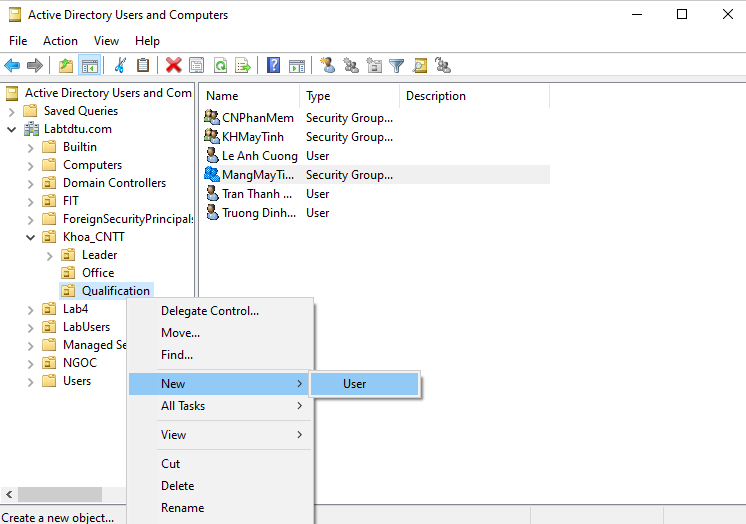 Active Directory Users and Computers
File Action View Help
Active Directory Users and Com
Saved Queries
Labtdtu.com
Builtin
Computers
Domain Controllers
FIT
ForeignSecurityPrincipals
Khoa_CNTT
Leader
Office
Qualification
Lab4
LabUsers
Managed Se
NGOC
Users
Name Type Description
CNPhanMem Security Group...
KHMayTinh Security Group...
Le Anh Cuong User
MangMayTi... Security Group...
Tran Thanh ... User
Truong Dinh... User
Delegate Control...
Move...
Find...
New
User
All Tasks
View
Cut
Delete
Rename
Create a new object...